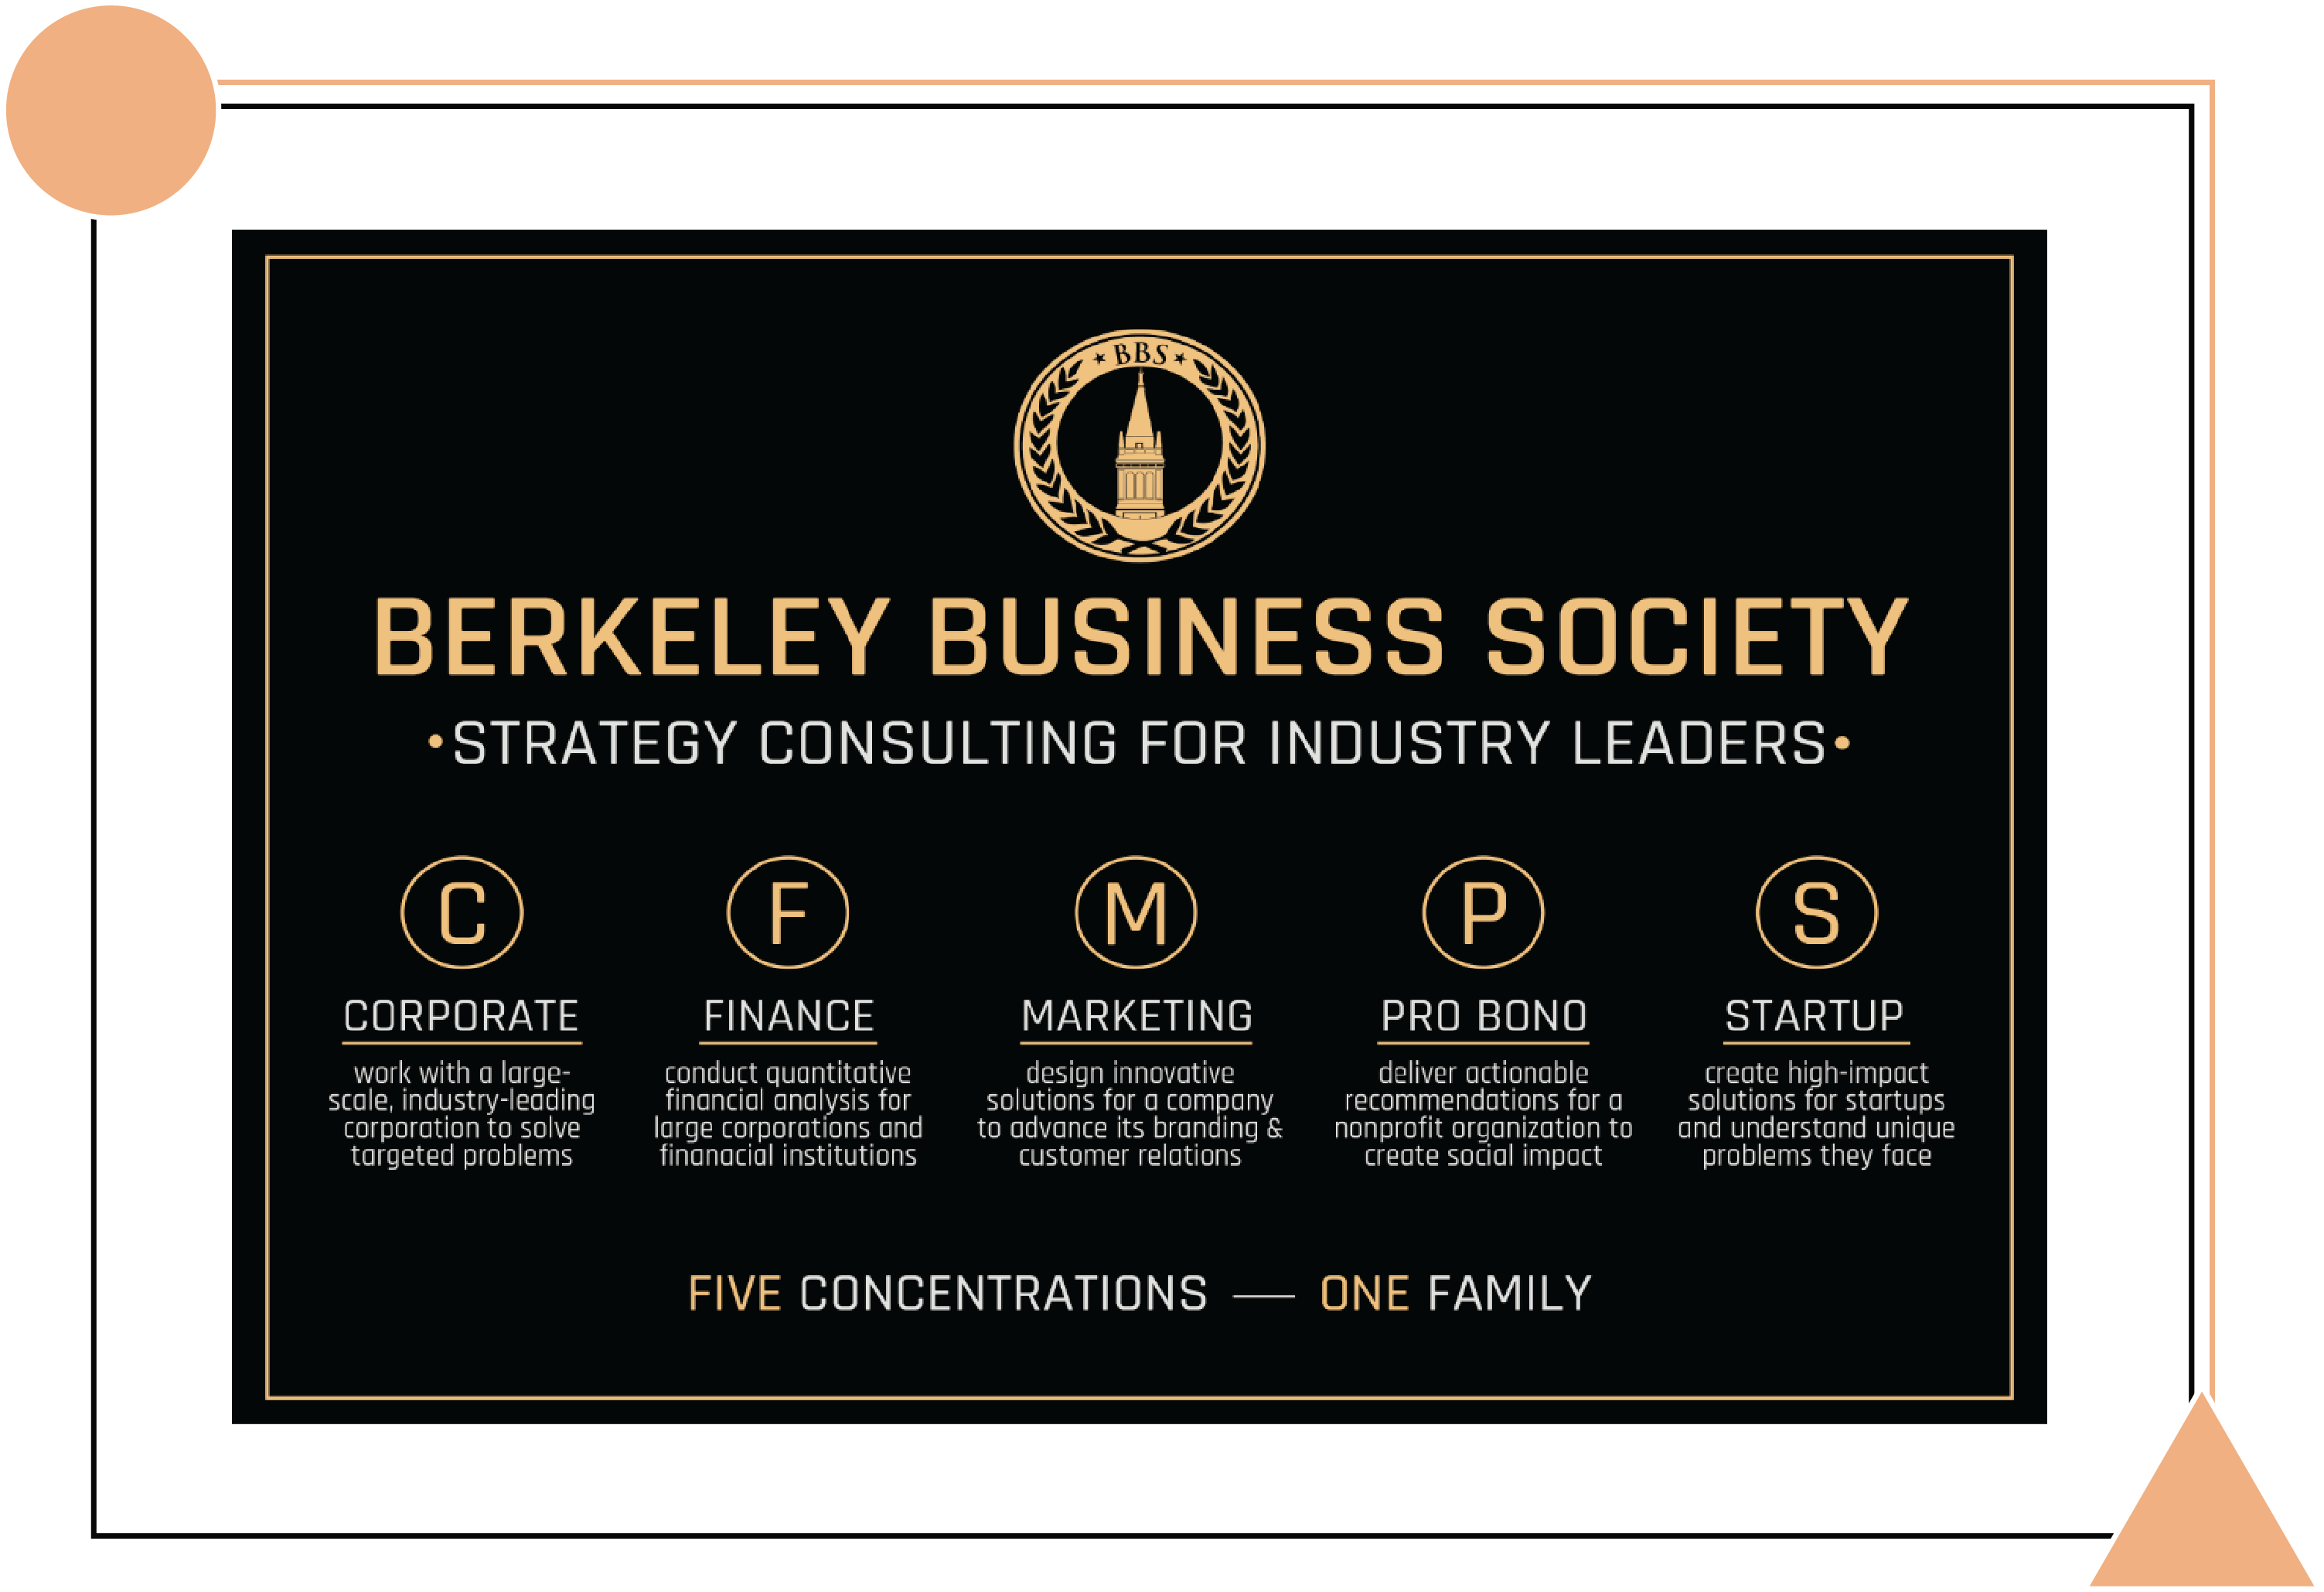 BBS
BERKELEY BUSINESS SOCIETY
•STRATEGY CONSULTING FOR INDUSTRY LEADERS•
C
CORPORATE
work with a large-
scale, industry-leading
corporation to solve
targeted problems
F
FINANCE
conduct quantitative
financial analysis for
large corporations and
finanacial institutions
M
MARKETING
design innovative
solutions for a company
to advance its branding &
customer relations
P
PRO BONO
deliver actionable
recommendations for a
nonprofit organization to
create social impact
S
STARTUP
create high-impact
solutions for startups
and understand unique
problems they face
FIVE CONCENTRATIONS — ONE FAMILY